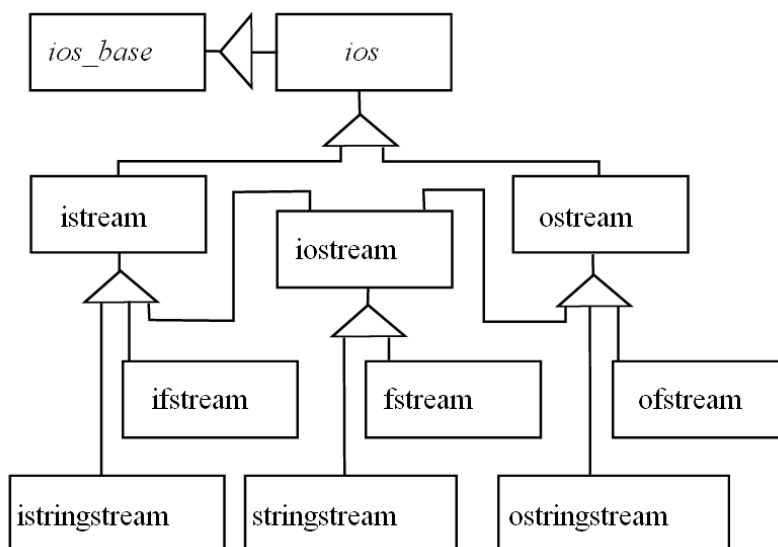 ios_base
ios
istream
iostream
ostream
ifstream
fstream
ofstream
istringstream
stringstream
ostringstream